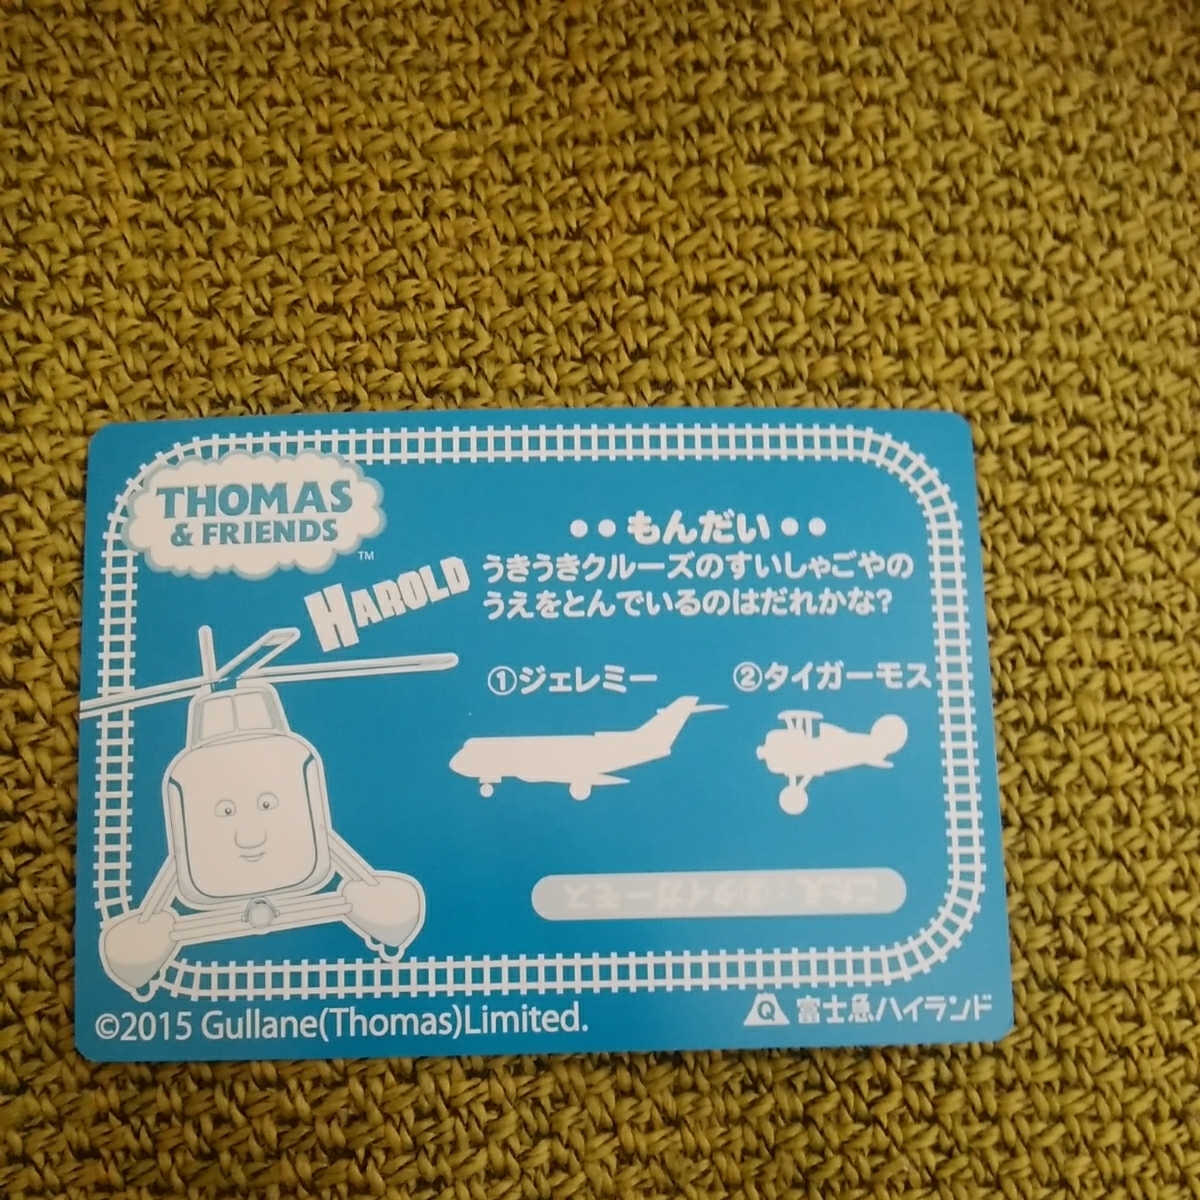 THOMAS
& FRIENDS
™
HAROLD
●●もんだい●●
うきうきクルーズのすいしゃごやの
うえをとんでいるのはだれかな?
①ジェレミー
②タイガーモス
こたえ:②タイガーモス
©2015 Gullane(Thomas)Limited.
Q 富士急ハイランド